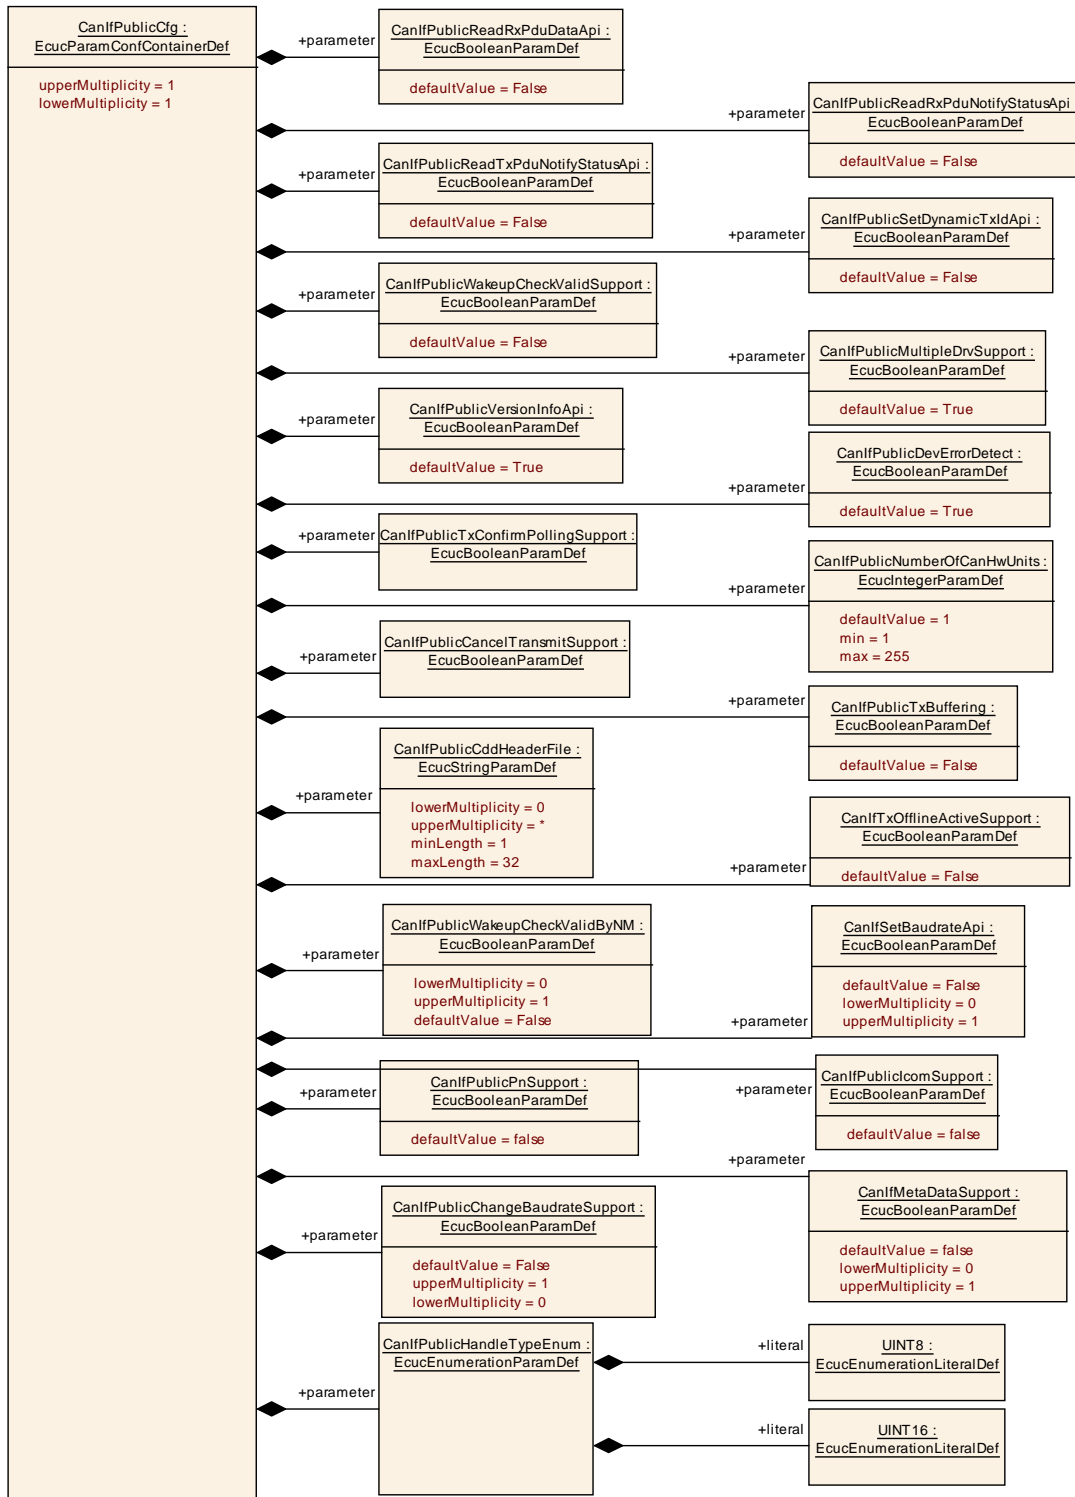 CanIfPublicCfg :
EcucParamConfContainerDef
upperMultiplicity = 1
lowerMultiplicity = 1
+parameter
CanIfPublicReadRxPduDataApi :
EcucBooleanParamDef
defaultValue = False
+parameter
CanIfPublicReadRxPduNotifyStatusApi :
EcucBooleanParamDef
defaultValue = False
+parameter
CanIfPublicReadTxPduNotifyStatusApi :
EcucBooleanParamDef
defaultValue = False
+parameter
CanIfPublicSetDynamicTxIdApi :
EcucBooleanParamDef
defaultValue = False
+parameter
CanIfPublicWakeupCheckValidSupport :
EcucBooleanParamDef
defaultValue = False
+parameter
CanIfPublicMultipleDrvSupport :
EcucBooleanParamDef
defaultValue = True
+parameter
CanIfPublicVersionInfoApi :
EcucBooleanParamDef
defaultValue = True
+parameter
CanIfPublicDevErrorDetect :
EcucBooleanParamDef
defaultValue = True
+parameter
CanIfPublicTxConfirmPollingSupport :
EcucBooleanParamDef
+parameter
CanIfPublicNumberOfCanHwUnits :
EcucIntegerParamDef
defaultValue = 1
min = 1
max = 255
+parameter
CanIfPublicCancelTransmitSupport :
EcucBooleanParamDef
+parameter
CanIfPublicTxBuffering :
EcucBooleanParamDef
defaultValue = False
+parameter
CanIfPublicCddHeaderFile :
EcucStringParamDef
lowerMultiplicity = 0
upperMultiplicity = *
minLength = 1
maxLength = 32
+parameter
CanIfTxOfflineActiveSupport :
EcucBooleanParamDef
defaultValue = False
+parameter
CanIfPublicWakeupCheckValidByNM :
EcucBooleanParamDef
lowerMultiplicity = 0
upperMultiplicity = 1
defaultValue = False
+parameter
CanIfSetBaudrateApi :
EcucBooleanParamDef
defaultValue = False
lowerMultiplicity = 0
upperMultiplicity = 1
+parameter
CanIfPublicPnSupport :
EcucBooleanParamDef
defaultValue = false
+parameter
CanIfPublicIcomSupport :
EcucBooleanParamDef
defaultValue = false
+parameter
CanIfMetaDataSupport :
EcucBooleanParamDef
defaultValue = false
lowerMultiplicity = 0
upperMultiplicity = 1
+parameter
CanIfPublicChangeBaudrateSupport :
EcucBooleanParamDef
defaultValue = False
upperMultiplicity = 1
lowerMultiplicity = 0
+parameter
CanIfPublicHandleTypeEnum :
EcucEnumerationParamDef
+literal
UINT8 :
EcucEnumerationLiteralDef
+literal
UINT16 :
EcucEnumerationLiteralDef